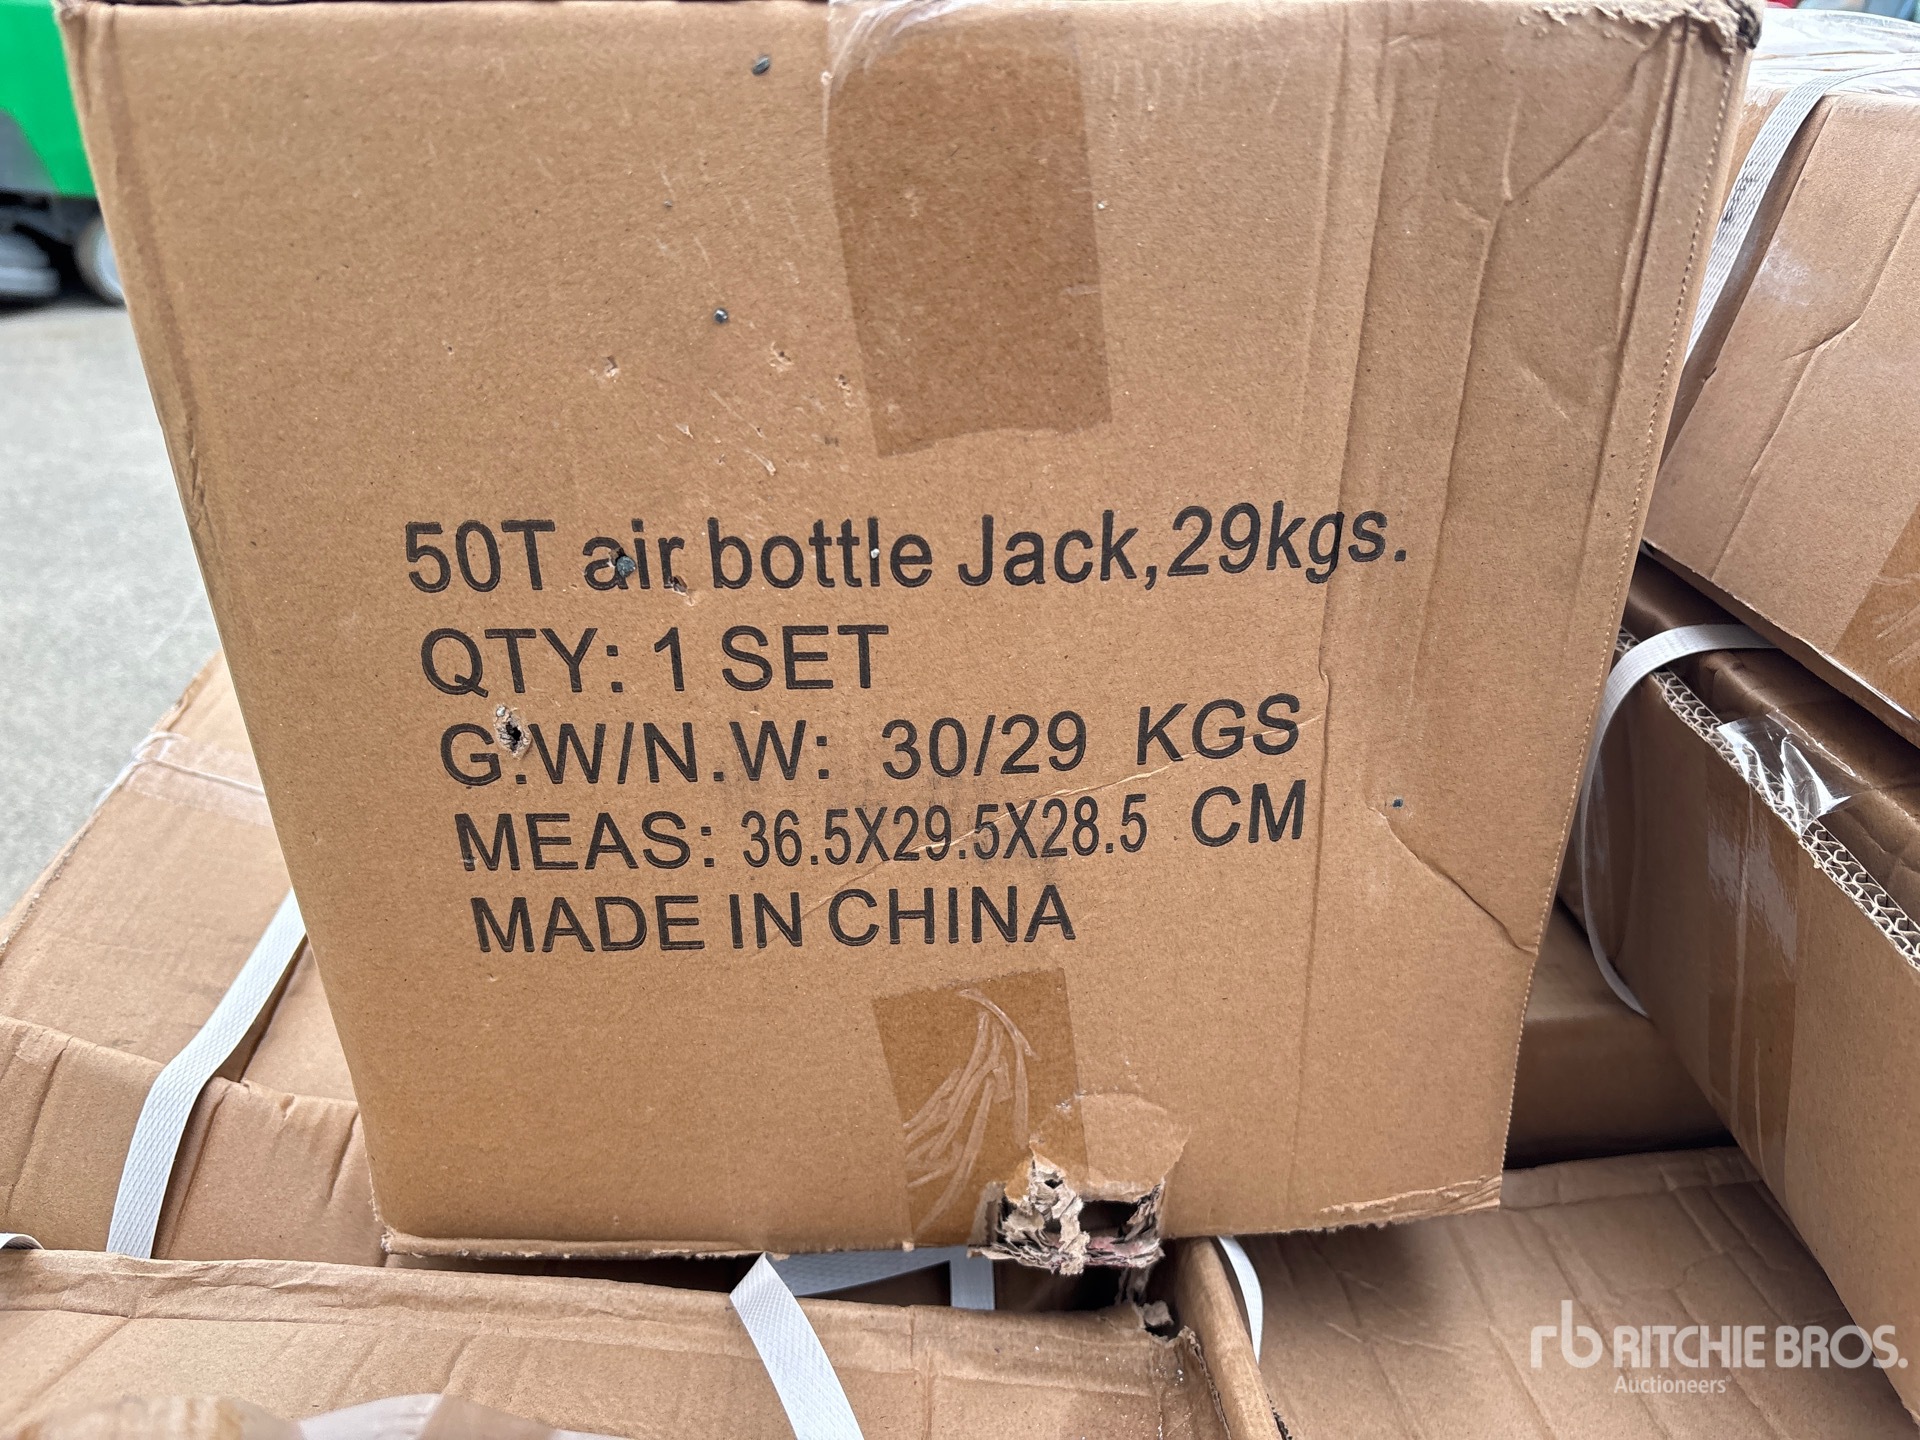 50T air bottle Jack,29kgs.
QTY: 1 SET
G.W/N.W: 30/29 KGS
MEAS: 36.5X29.5X28.5 CM
MADE IN CHINA
rb RITCHIE BROS.
Auctioneers